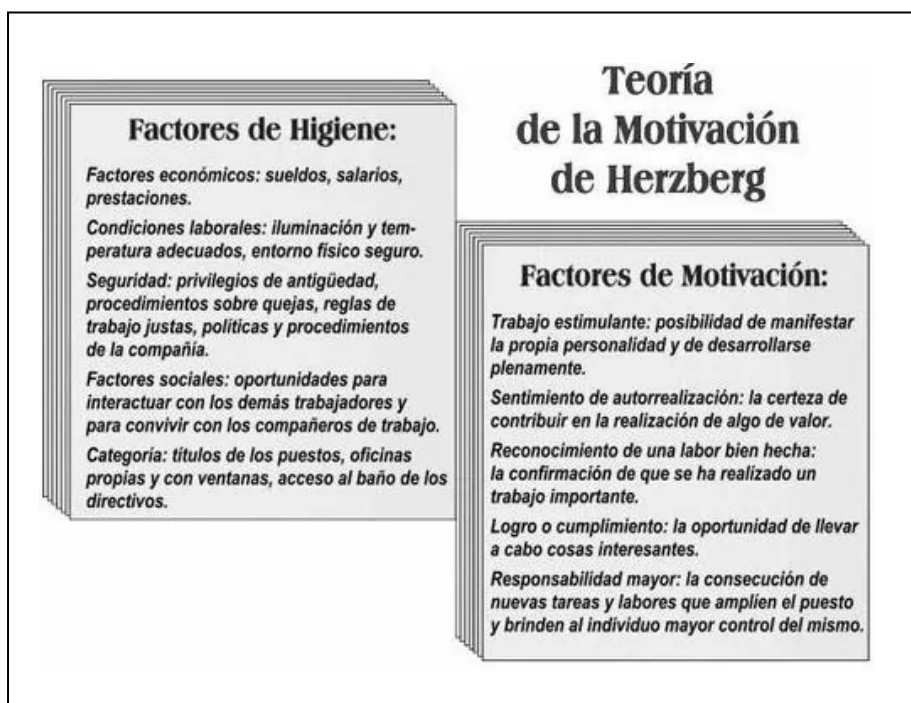 Teoría
de la Motivación
de Herzberg
Factores de Higiene:
Factores económicos: sueldos, salarios,
prestaciones.
Condiciones laborales: iluminación y tem-
peratura adecuados, entorno físico seguro.
Seguridad: privilegios de antigüedad,
procedimientos sobre quejas, reglas de
trabajo justas, políticas y procedimientos
de la compañía.
Factores sociales: oportunidades para
interactuar con los demás trabajadores y
para convivir con los compañeros de trabajo.
Categoría: títulos de los puestos, oficinas
propias y con ventanas, acceso al baño de los
directivos.
Factores de Motivación:
Trabajo estimulante: posibilidad de manifestar
la propia personalidad y de desarrollarse
plenamente.
Sentimiento de autorrealización: la certeza de
contribuir en la realización de algo de valor.
Reconocimiento de una labor bien hecha:
la confirmación de que se ha realizado un
trabajo importante.
Logro o cumplimiento: la oportunidad de llevar
a cabo cosas interesantes.
Responsabilidad mayor: la consecución de
nuevas tareas y labores que amplíen el puesto
y brinden al individuo mayor control del mismo.